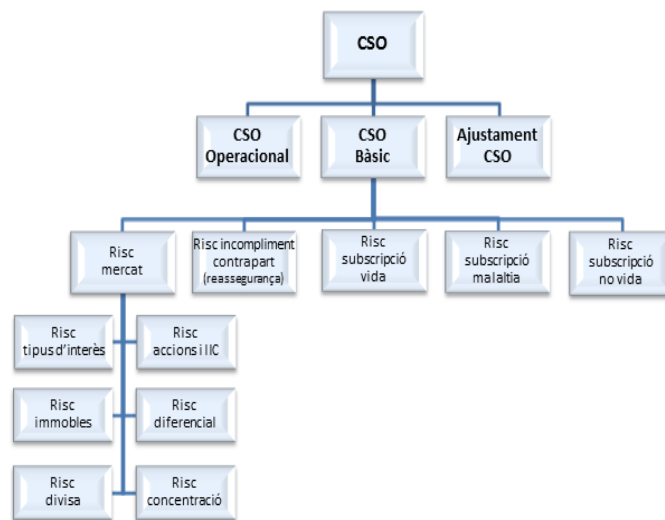 CSO
CSO
Operacional
CSO
Bàsic
Ajustament
CSO
Risc
mercat
Risc incompliment
contrapart
(reassegurança)
Risc
subscripció
vida
Risc
subscripció
malaltia
Risc
subscripció
no vida
Risc
tipus d'interès
Risc
accions i IIC
Risc
immobles
Risc
diferencial
Risc
divisa
Risc
concentració